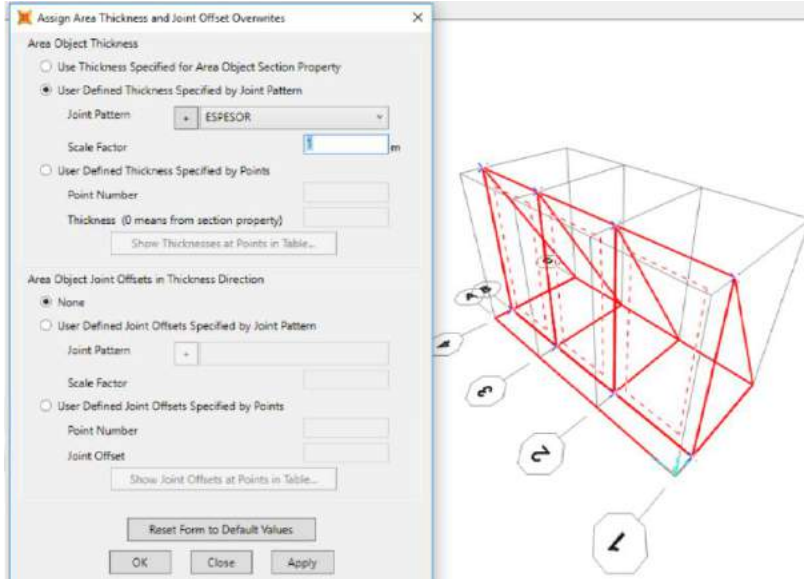 Assign Area Thickness and Joint Offset Overwrites
Area Object Thickness
Use Thickness Specified for Area Object Section Property
User Defined Thickness Specified by Joint Pattern
Joint Pattern + ESPESOR
Scale Factor 1 m
User Defined Thickness Specified by Points
Point Number
Thickness (0 means from section property)
Show Thicknesses at Points in Table...
Area Object Joint Offsets in Thickness Direction
None
User Defined Joint Offsets Specified by Joint Pattern
Joint Pattern +
Scale Factor
User Defined Joint Offsets Specified by Points
Point Number
Joint Offset
Show Joint Offsets at Points in Table...
Reset Form to Default Values
OK Close Apply
3
2
1